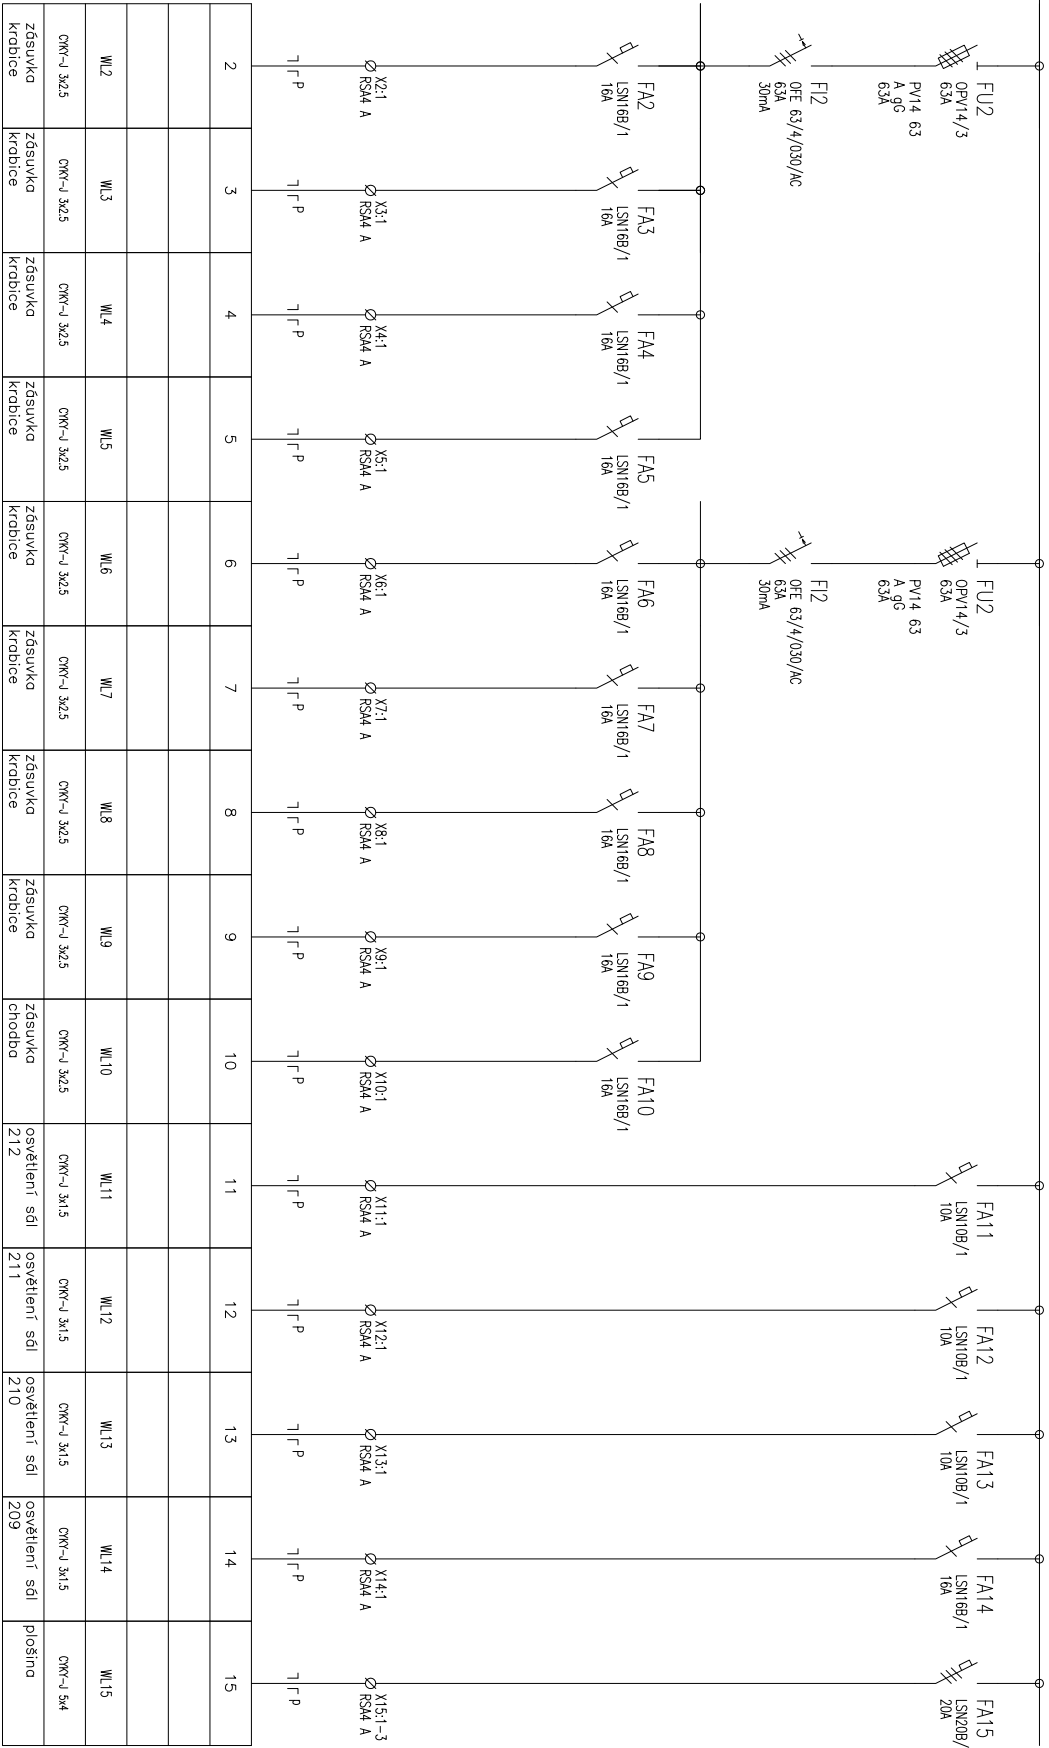 FU2
OPV14/3
63A
PV14 63
A gG
63A
FI2
OFE 63/4/030/AC
63A
30mA
FU2
OPV14/3
63A
PV14 63
A gG
63A
FI2
OFE 63/4/030/AC
63A
30mA
FA2
LSN16B/1
16A
FA3
LSN16B/1
16A
FA4
LSN16B/1
16A
FA5
LSN16B/1
16A
FA6
LSN16B/1
16A
FA7
LSN16B/1
16A
FA8
LSN16B/1
16A
FA9
LSN16B/1
16A
FA10
LSN16B/1
16A
FA11
LSN10B/1
10A
FA12
LSN10B/1
10A
FA13
LSN10B/1
10A
FA14
LSN16B/1
16A
FA15
LSN20B/
20A
X2:1
RSA4 A
X3:1
RSA4 A
X4:1
RSA4 A
X5:1
RSA4 A
X6:1
RSA4 A
X7:1
RSA4 A
X8:1
RSA4 A
X9:1
RSA4 A
X10:1
RSA4 A
X11:1
RSA4 A
X12:1
RSA4 A
X13:1
RSA4 A
X14:1
RSA4 A
X15:1-3
RSA4 A
P P P P P P P P P P P P P P
2 3 4 5 6 7 8 9 10 11 12 13 14 15
WL2 WL3 WL4 WL5 WL6 WL7 WL8 WL9 WL10 WL11 WL12 WL13 WL14 WL15
CYKY-J 3x2.5 CYKY-J 3x2.5 CYKY-J 3x2.5 CYKY-J 3x2.5 CYKY-J 3x2.5 CYKY-J 3x2.5 CYKY-J 3x2.5 CYKY-J 3x2.5 CYKY-J 3x2.5 CYKY-J 3x1.5 CYKY-J 3x1.5 CYKY-J 3x1.5 CYKY-J 3x1.5 CYKY-J 5x4
zásuvka
krabice
zásuvka
krabice
zásuvka
krabice
zásuvka
krabice
zásuvka
krabice
zásuvka
krabice
zásuvka
krabice
zásuvka
krabice
zásuvka
chodba
osvětlení sál
212
osvětlení sál
211
osvětlení sál
210
osvětlení sál
209
plošina